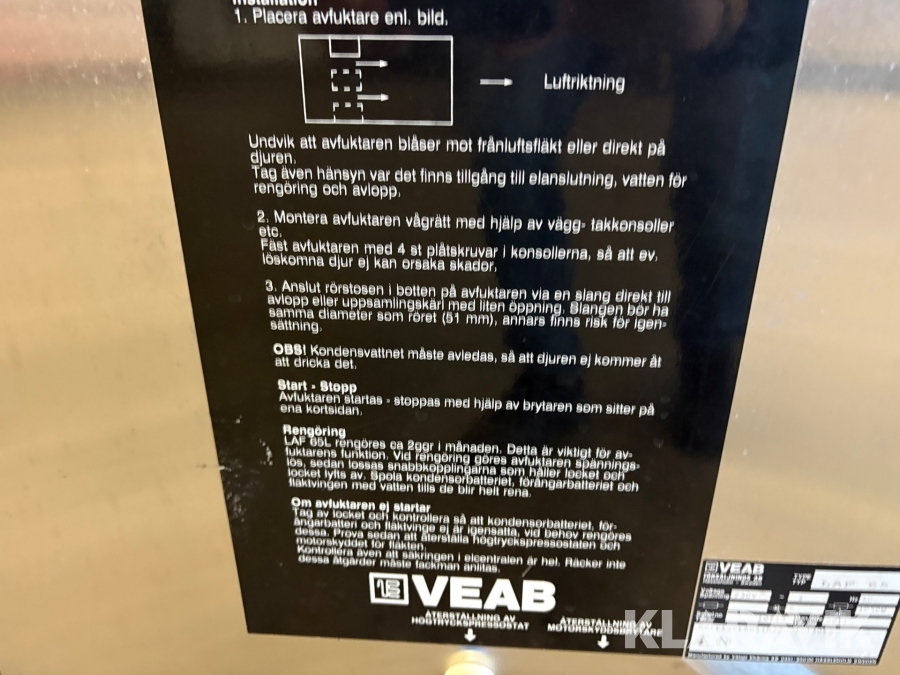 Installation
1. Placera avfuktare enl. bild.
Luftriktning
Undvik att avfuktaren blåser mot frånluftsfläkt eller direkt på
djuren.
Tag även hänsyn var det finns tillgång till elanslutning, vatten för
rengöring och avlopp.
2. Montera avfuktaren vågrätt med hjälp av vägg- takkonsoller
etc.
Fäst avfuktaren med 4 st plåtskruvar i konsollerna, så att ev.
löskomna djur ej kan orsaka skador.
3. Anslut rörstosen i botten på avfuktaren via en slang direkt till
avlopp eller uppsamlingskärl med liten öppning. Slangen bör ha
samma diameter som röret (51 mm), annars finns risk för igen-
sättning.
OBS! Kondensvattnet måste avledas, så att djuren ej kommer åt
att dricka det.
Start - Stopp
Avfuktaren startas - stoppas med hjälp av brytaren som sitter på
ena kortsidan.
Rengöring
LAF 65L rengöres ca 2ggr i månaden. Detta är viktigt för av-
fuktarens funktion. Vid rengöring göres avfuktaren spännings-
lös, sedan lossas snabbkopplingarna som håller locket och
locket lyfts av. Spola kondensorbatteriet, förångarbatteriet och
fläktvingen med vatten tills de blir helt rena.
Om avfuktaren ej startar
Tag av locket och kontrollera så att kondensorbatteriet, för-
ångarbatteri och fläktvinge ej är igensatta, vid behov rengöres
dessa. Prova sedan att återställa högtryckspressostaten och
motorskyddet för fläkten.
Kontrollera även att säkringen i elcentralen är hel. Räcker inte
dessa åtgärder måste fackman anlitas.
VEAB
ÅTERSTÄLLNING AV
HÖGTRYCKSPRESSOSTAT
ÅTERSTÄLLNING AV
MOTORSKYDDSBRYTARE
VEAB
LAF 65
KLARAVIK